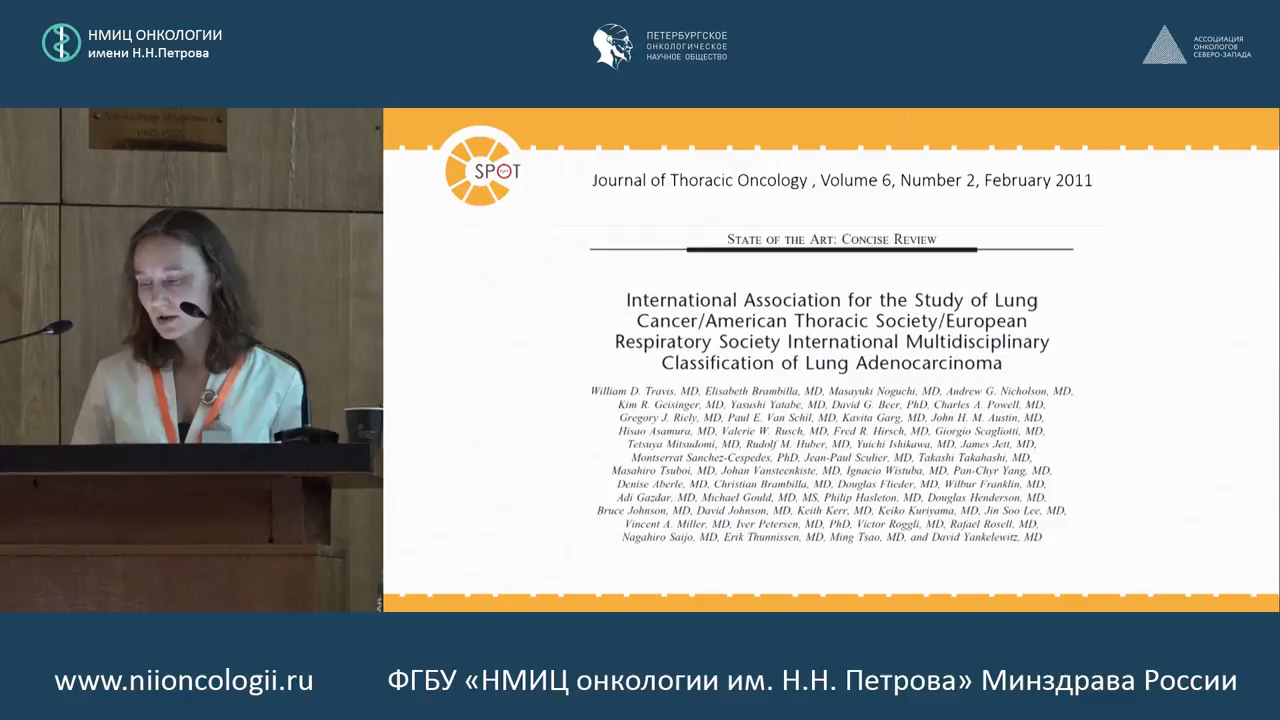 НМИЦ ОНКОЛОГИИ
имени Н.Н.Петрова
ПЕТЕРБУРГСКОЕ
ОНКОЛОГИЧЕСКОЕ
НАУЧНОЕ ОБЩЕСТВО
АССОЦИАЦИЯ
ОНКОЛОГОВ
СЕВЕРО-ЗАПАДА
SPOT
Journal of Thoracic Oncology , Volume 6, Number 2, February 2011
State of the Art: Concise Review
International Association for the Study of Lung
Cancer/American Thoracic Society/European
Respiratory Society International Multidisciplinary
Classification of Lung Adenocarcinoma
William D. Travis, MD, Elisabeth Brambilla, MD, Masayuki Noguchi, MD, Andrew G. Nicholson, MD,
Kim R. Geisinger, MD, Yasushi Yatabe, MD, David G. Beer, PhD, Charles A. Powell, MD,
Gregory J. Riely, MD, Paul E. Van Schil, MD, Kavita Garg, MD, John H. M. Austin, MD,
Hisao Asamura, MD, Valerie W. Rusch, MD, Fred R. Hirsch, MD, Giorgio Scagliotti, MD,
Tetsuya Mitsudomi, MD, Rudolf M. Huber, MD, Yuichi Ishikawa, MD, James Jett, MD,
Montserrat Sanchez-Cespedes, PhD, Jean-Paul Sculier, MD, Takashi Takahashi, MD,
Masahiro Tsuboi, MD, Johan Vansteenkiste, MD, Ignacio Wistuba, MD, Pan-Chyr Yang, MD,
Denise Aberle, MD, Christian Brambilla, MD, Douglas Flieder, MD, Wilbur Franklin, MD,
Adi Gazdar, MD, Michael Gould, MD, MS, Philip Hasleton, MD, Douglas Henderson, MD,
Bruce Johnson, MD, David Johnson, MD, Keith Kerr, MD, Keiko Kuriyama, MD, Jin Soo Lee, MD,
Vincent A. Miller, MD, Iver Petersen, MD, PhD, Victor Roggli, MD, Rafael Rosell, MD,
Nagahiro Saijo, MD, Erik Thunnissen, MD, Ming Tsao, MD, and David Yankelewitz, MD
www.niioncologii.ru
ФГБУ «НМИЦ онкологии им. Н.Н. Петрова» Минздрава России